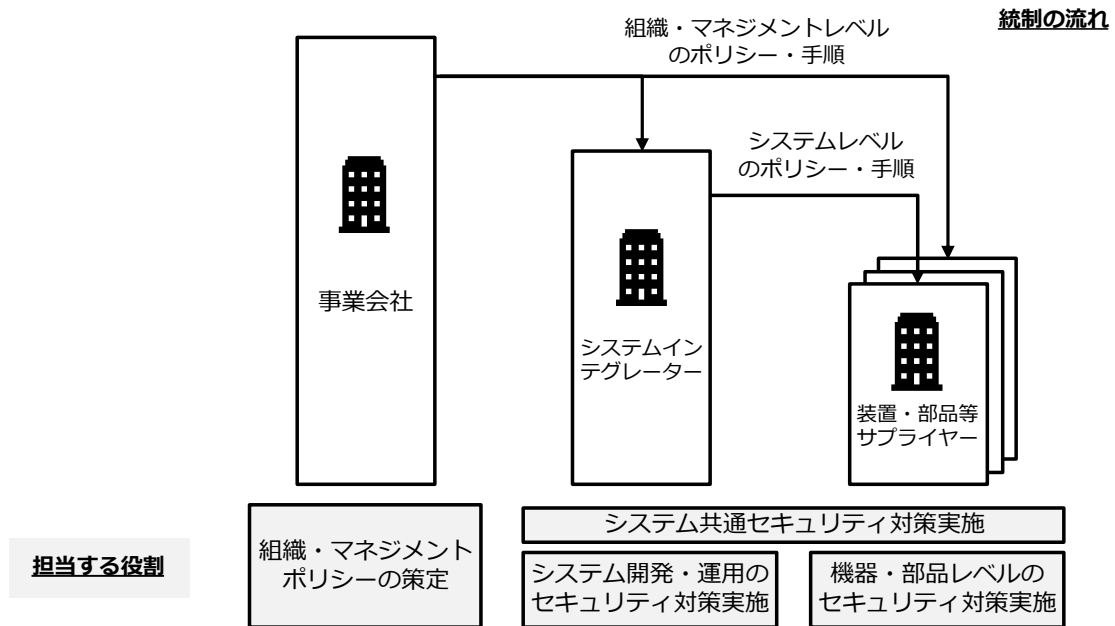 統制の流れ
組織・マネジメントレベル
のポリシー・手順
システムレベル
のポリシー・手順
事業会社
システムイン
テグレーター
装置・部品等
サプライヤー
担当する役割
組織・マネジメント
ポリシーの策定
システム共通セキュリティ対策実施
システム開発・運用の
セキュリティ対策実施
機器・部品レベルの
セキュリティ対策実施